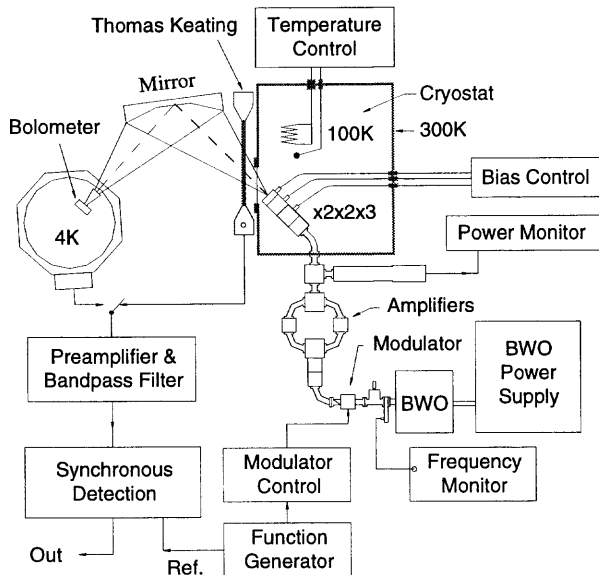 Thomas Keating
Temperature
Control
Mirror
Cryostat
100K
300K
Bolometer
4K
Bias Control
x2x2x3
Power Monitor
Amplifiers
Modulator
BWO
Power
Supply
BWO
Preamplifier &
Bandpass Filter
Synchronous
Detection
Modulator
Control
Frequency
Monitor
Function
Generator
Out
Ref.